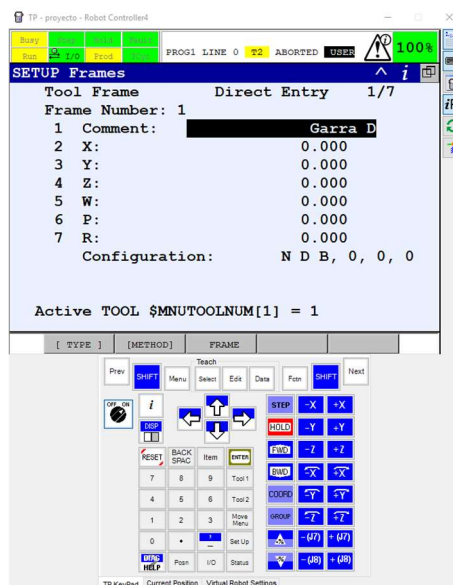 TP - proyecto - Robot Controller4
Busy Step Hold Fault
Run I/O Prod TCyc
PROG1 LINE 0 T2 ABORTED USER
100%
SETUP Frames
Tool Frame Direct Entry 1/7
Frame Number: 1
1 Comment: Garra D
2 X: 0.000
3 Y: 0.000
4 Z: 0.000
5 W: 0.000
6 P: 0.000
7 R: 0.000
Configuration: N D B, 0, 0, 0
Active TOOL $MNUTOOLNUM[1] = 1
[ TYPE ] [METHOD] FRAME
Teach
Prev SHIFT Menu Select Edit Data Fctn SHIFT Next
OFF ON i STEP -X +X
DISP HOLD -Y +Y
RESET BACK SPAC Item ENTER FWD -Z +Z
7 8 9 Tool 1 BWD -X +X
4 5 6 Tool 2 COORD -Y +Y
1 2 3 Move Menu GROUP -Z +Z
0 . , - Set Up - (J7) + (J7)
DIAG HELP Posn I/O Status - (J8) + (J8)
TP KeyPad Current Position Virtual Robot Settings